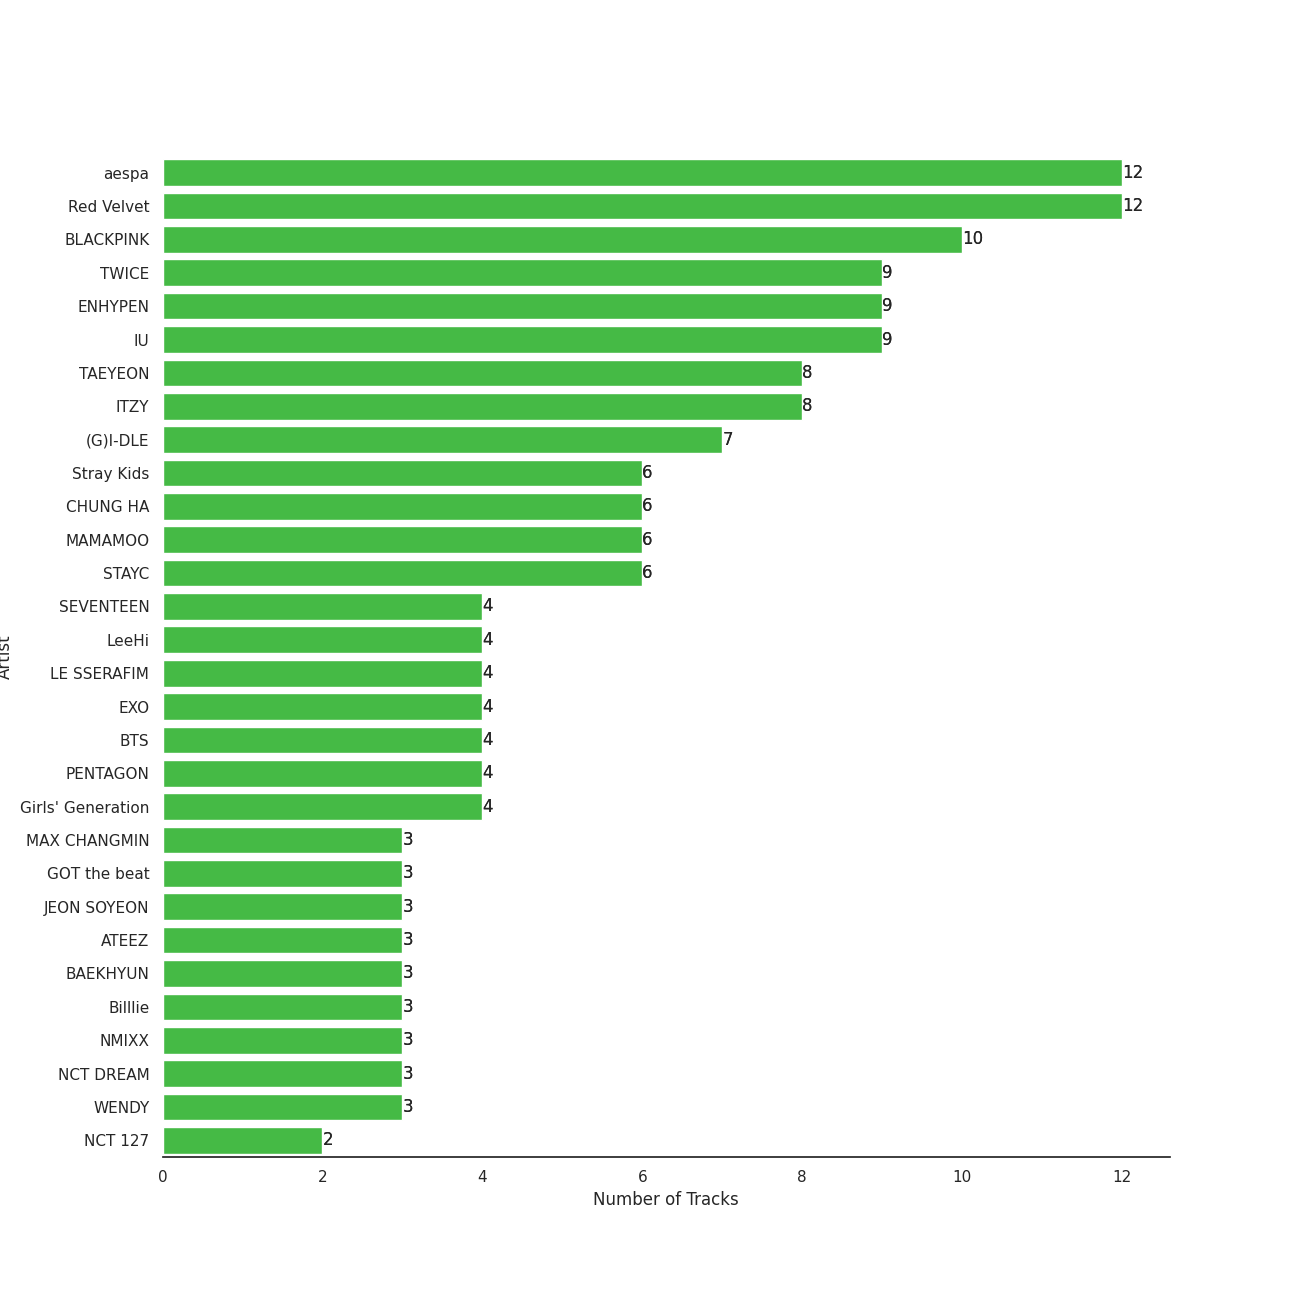 aespa 12
Red Velvet 12
BLACKPINK 10
TWICE 9
ENHYPEN 9
IU 9
TAEYEON 8
ITZY 8
(G)I-DLE 7
Stray Kids 6
CHUNG HA 6
MAMAMOO 6
STAYC 6
SEVENTEEN 4
LeeHi 4
LE SSERAFIM 4
EXO 4
BTS 4
PENTAGON 4
Girls' Generation 4
MAX CHANGMIN 3
GOT the beat 3
JEON SOYEON 3
ATEEZ 3
BAEKHYUN 3
Billlie 3
NMIXX 3
NCT DREAM 3
WENDY 3
NCT 127 2
Artist
0 2 4 6 8 10 12
Number of Tracks